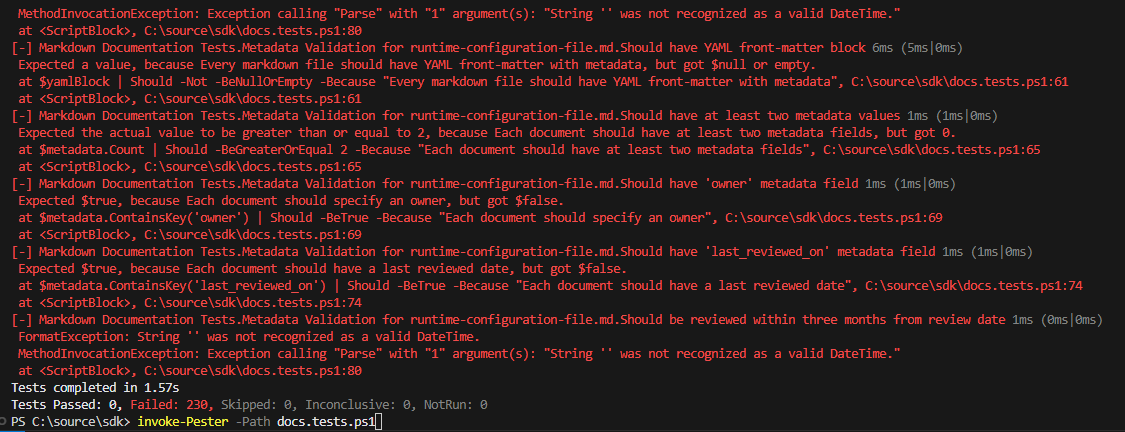 MethodInvocationException: Exception calling "Parse" with "1" argument(s): "String '' was not recognized as a valid DateTime."
at <ScriptBlock>, C:\source\sdk\docs.tests.ps1:80
[-] Markdown Documentation Tests.Metadata Validation for runtime-configuration-file.md.Should have YAML front-matter block 6ms (5ms|0ms)
Expected a value, because Every markdown file should have YAML front-matter with metadata, but got $null or empty.
at $yamlBlock | Should -Not -BeNullOrEmpty -Because "Every markdown file should have YAML front-matter with metadata", C:\source\sdk\docs.tests.ps1:61
at <ScriptBlock>, C:\source\sdk\docs.tests.ps1:61
[-] Markdown Documentation Tests.Metadata Validation for runtime-configuration-file.md.Should have at least two metadata values 1ms (1ms|0ms)
Expected the actual value to be greater than or equal to 2, because Each document should have at least two metadata fields, but got 0.
at $metadata.Count | Should -BeGreaterOrEqual 2 -Because "Each document should have at least two metadata fields", C:\source\sdk\docs.tests.ps1:65
at <ScriptBlock>, C:\source\sdk\docs.tests.ps1:65
[-] Markdown Documentation Tests.Metadata Validation for runtime-configuration-file.md.Should have 'owner' metadata field 1ms (1ms|0ms)
Expected $true, because Each document should specify an owner, but got $false.
at $metadata.ContainsKey('owner') | Should -BeTrue -Because "Each document should specify an owner", C:\source\sdk\docs.tests.ps1:69
at <ScriptBlock>, C:\source\sdk\docs.tests.ps1:69
[-] Markdown Documentation Tests.Metadata Validation for runtime-configuration-file.md.Should have 'last_reviewed_on' metadata field 1ms (1ms|0ms)
Expected $true, because Each document should have a last reviewed date, but got $false.
at $metadata.ContainsKey('last_reviewed_on') | Should -BeTrue -Because "Each document should have a last reviewed date", C:\source\sdk\docs.tests.ps1:74
at <ScriptBlock>, C:\source\sdk\docs.tests.ps1:74
[-] Markdown Documentation Tests.Metadata Validation for runtime-configuration-file.md.Should be reviewed within three months from review date 1ms (0ms|0ms)
FormatException: String '' was not recognized as a valid DateTime.
MethodInvocationException: Exception calling "Parse" with "1" argument(s): "String '' was not recognized as a valid DateTime."
at <ScriptBlock>, C:\source\sdk\docs.tests.ps1:80
Tests completed in 1.57s
Tests Passed: 0, Failed: 230, Skipped: 0, Inconclusive: 0, NotRun: 0
PS C:\source\sdk> invoke-Pester -Path docs.tests.ps1